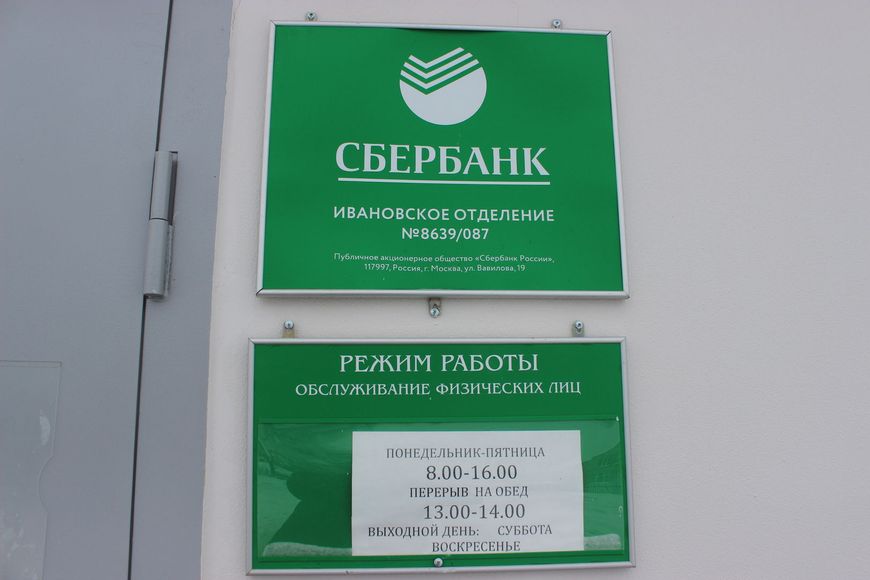 СБЕРБАНК
ИВАНОВСКОЕ ОТДЕЛЕНИЕ
№8639/087
Публичное акционерное общество «Сбербанк России»,
117997, Россия, г. Москва, ул. Вавилова, 19
РЕЖИМ РАБОТЫ
ОБСЛУЖИВАНИЕ ФИЗИЧЕСКИХ ЛИЦ
ПОНЕДЕЛЬНИК-ПЯТНИЦА
8.00-16.00
ПЕРЕРЫВ НА ОБЕД
13.00-14.00
ВЫХОДНОЙ ДЕНЬ: СУББОТА
ВОСКРЕСЕНЬЕ